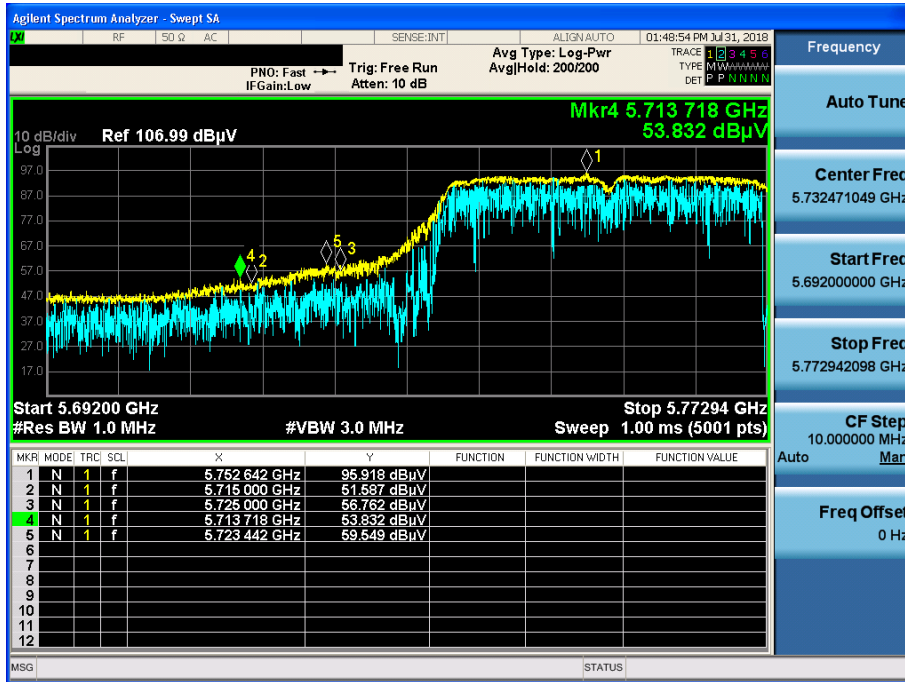 Agilent Spectrum Analyzer - Swept SA
LXI RF 50 Ω AC SENSE:INT ALIGN AUTO 01:48:54 PM Jul 31, 2018
PNO: Fast
IFGain:Low
Trig: Free Run
Atten: 10 dB
Avg Type: Log-Pwr
Avg|Hold: 200/200
TRACE 1 2 3 4 5 6
TYPE M W W W W W
DET P P N N N N
Mkr4 5.713 718 GHz
53.832 dBµV
10 dB/div Ref 106.99 dBµV
Log
97.0
87.0
77.0
67.0
57.0
47.0
37.0
27.0
17.0
1
4
2
5
3
Start 5.69200 GHz Stop 5.77294 GHz
#Res BW 1.0 MHz #VBW 3.0 MHz Sweep 1.00 ms (5001 pts)
MKR MODE TRC SCL X Y FUNCTION FUNCTION WIDTH FUNCTION VALUE
1 N 1 f 5.752 642 GHz 95.918 dBµV
2 N 1 f 5.715 000 GHz 51.587 dBµV
3 N 1 f 5.725 000 GHz 56.762 dBµV
4 N 1 f 5.713 718 GHz 53.832 dBµV
5 N 1 f 5.723 442 GHz 59.549 dBµV
6
7
8
9
10
11
12
MSG STATUS
Frequency
Auto Tune
Center Freq
5.732471049 GHz
Start Freq
5.692000000 GHz
Stop Freq
5.772942098 GHz
CF Step
10.000000 MHz
Auto Man
Freq Offset
0 Hz